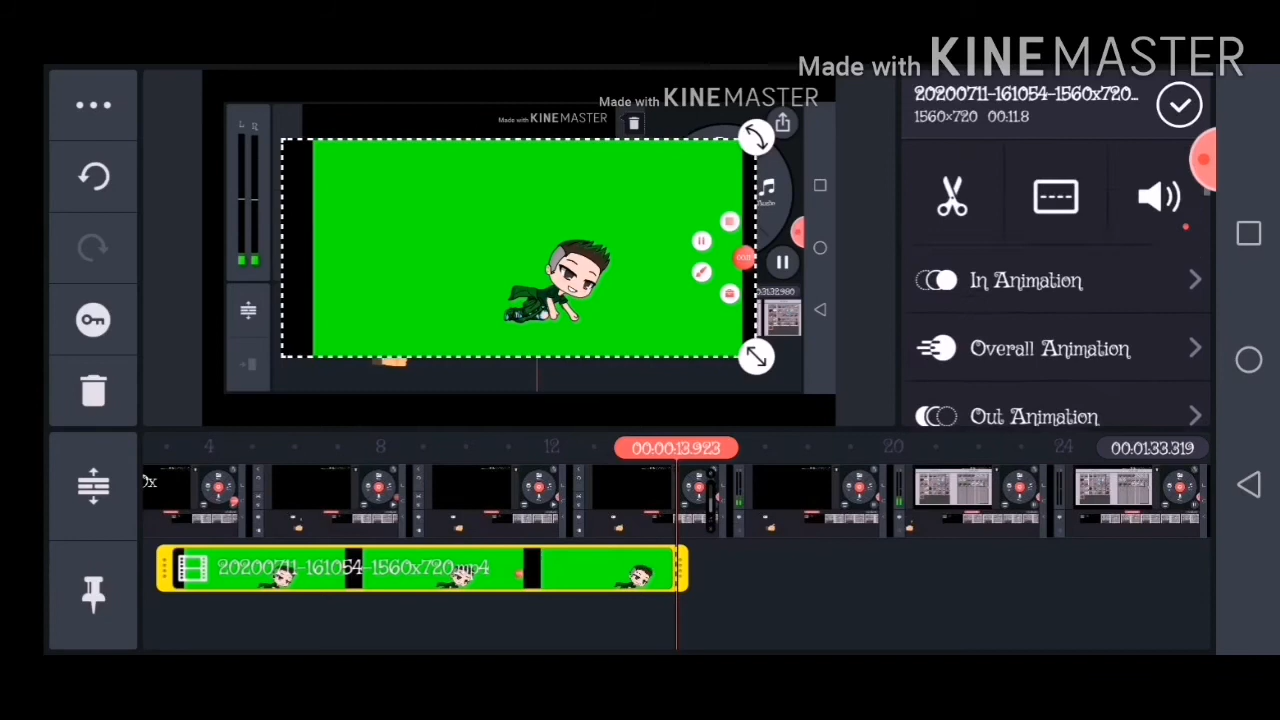 Made with KINEMASTER
20200711-161054-1560x720...
1560x720 00:11.8
Made with KINEMASTER
Made with KINEMASTER
L R
Audio
In Animation
Overall Animation
Out Animation
4 8 12 00:00:13.923 20 24 00:01:33.319
0x
20200711-161054-1560x720.mp4